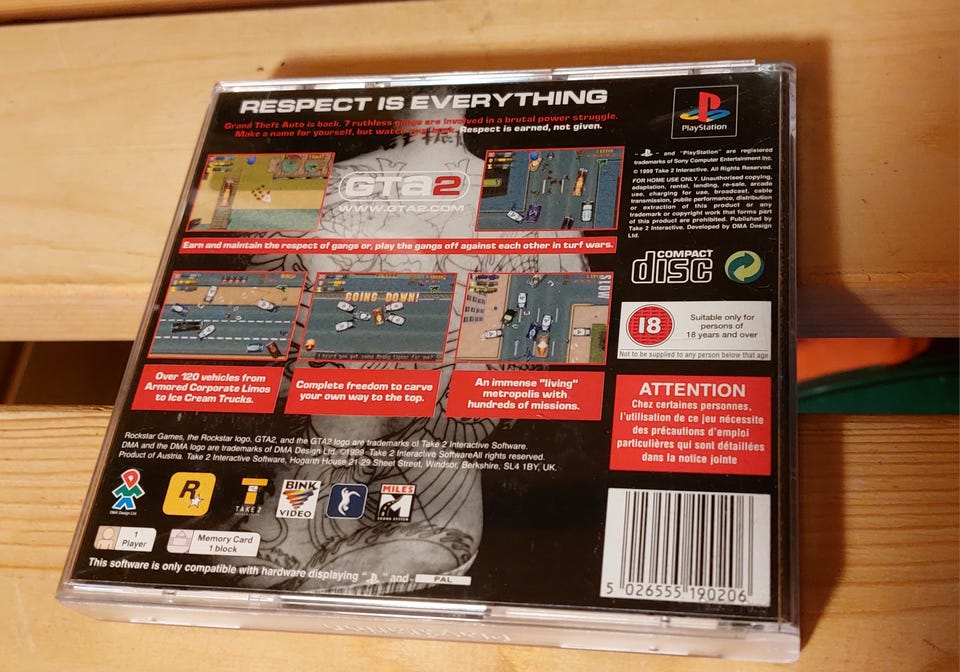 RESPECT IS EVERYTHING
Grand Theft Auto is back. 7 ruthless gangs are involved in a brutal power struggle.
Make a name for yourself, but watch your back. Respect is earned, not given.
PlayStation
GTA2
WWW.GTA2.COM
Earn and maintain the respect of gangs or, play the gangs off against each other in turf wars.
GOING DOWN!
SLOW
Over 120 vehicles from
Armored Corporate Limos
to Ice Cream Trucks.
Complete freedom to carve
your own way to the top.
An immense "living"
metropolis with
hundreds of missions.
" " and "PlayStation" are registered
trademarks of Sony Computer Entertainment Inc.
© 1999 Take 2 Interactive. All Rights Reserved.
FOR HOME USE ONLY. Unauthorised copying,
adaptation, rental, lending, re-sale, arcade
use, charging for use, broadcast, cable
transmission, public performance, distribution
or extraction of this product or any
trademark or copyright work that forms part
of this product are prohibited. Published by
Take 2 Interactive. Developed by DMA Design
Ltd.
COMPACT
disc
18
Suitable only for
persons of
18 years and over
Not to be supplied to any person below that age
ATTENTION
Chez certaines personnes,
l'utilisation de ce jeu nécessite
des précautions d'emploi
particulières qui sont détaillées
dans la notice jointe
Rockstar Games, the Rockstar logo, GTA2, and the GTA2 logo are trademarks of Take 2 Interactive Software.
DMA and the DMA logo are trademarks of DMA Design Ltd. ©1999. Take 2 Interactive SoftwareAll rights reserved.
Product of Austria. Take 2 Interactive Software, Hogarth House 21-29 Sheet Street, Windsor, Berkshire, SL4 1BY, UK.
DMA Design Ltd
R
TAKE 2
BINK
VIDEO
MILES
SOUND SYSTEM
1
Player
Memory Card
1 block
This software is only compatible with hardware displaying " " and PAL
5 026555 190206
PlayStation